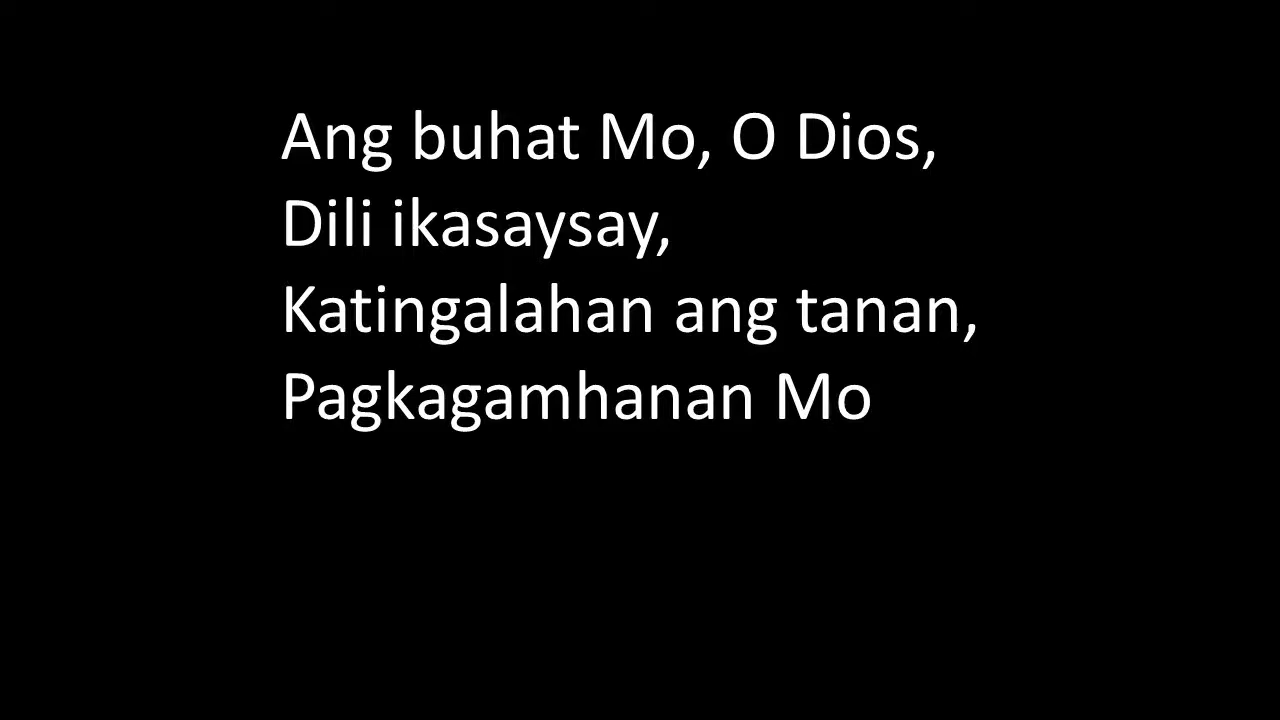 Ang buhat Mo, O Dios,
Dili ikasaysay,
Katingalahan ang tanan,
Pagkagamhanan Mo